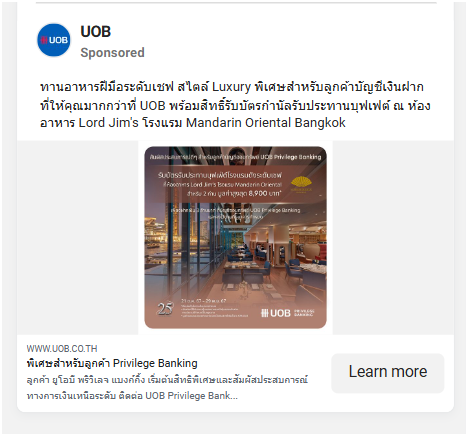 UOB
UOB
Sponsored
ทานอาหารฝีมือระดับเชฟ สไตล์ Luxury พิเศษสำหรับลูกค้าบัญชีเงินฝาก
ที่ให้คุณมากกว่าที่ UOB พร้อมสิทธิ์รับบัตรกำนัลรับประทานบุฟเฟต์ ณ ห้อง
อาหาร Lord Jim's โรงแรม Mandarin Oriental Bangkok
UOB Privilege Banking
รับบัตรรับประทานบุฟเฟต์โรงแรมดังระดับเชฟ
ที่ห้องอาหาร Lord Jim's โรงแรม Mandarin Oriental
สำหรับ 2 ท่าน มูลค่าสูงสุด 8,900 บาท*
UOB Privilege Banking
25
UOB PRIVILEGE
BANKING
WWW.UOB.CO.TH
พิเศษสำหรับลูกค้า Privilege Banking
ลูกค้า ยูโอบี พริวิเลจ แบงก์กิ้ง เริ่มต้นสิทธิพิเศษและสัมผัสประสบการณ์
ทางการเงินเหนือระดับ ติดต่อ UOB Privilege Bank...
Learn more